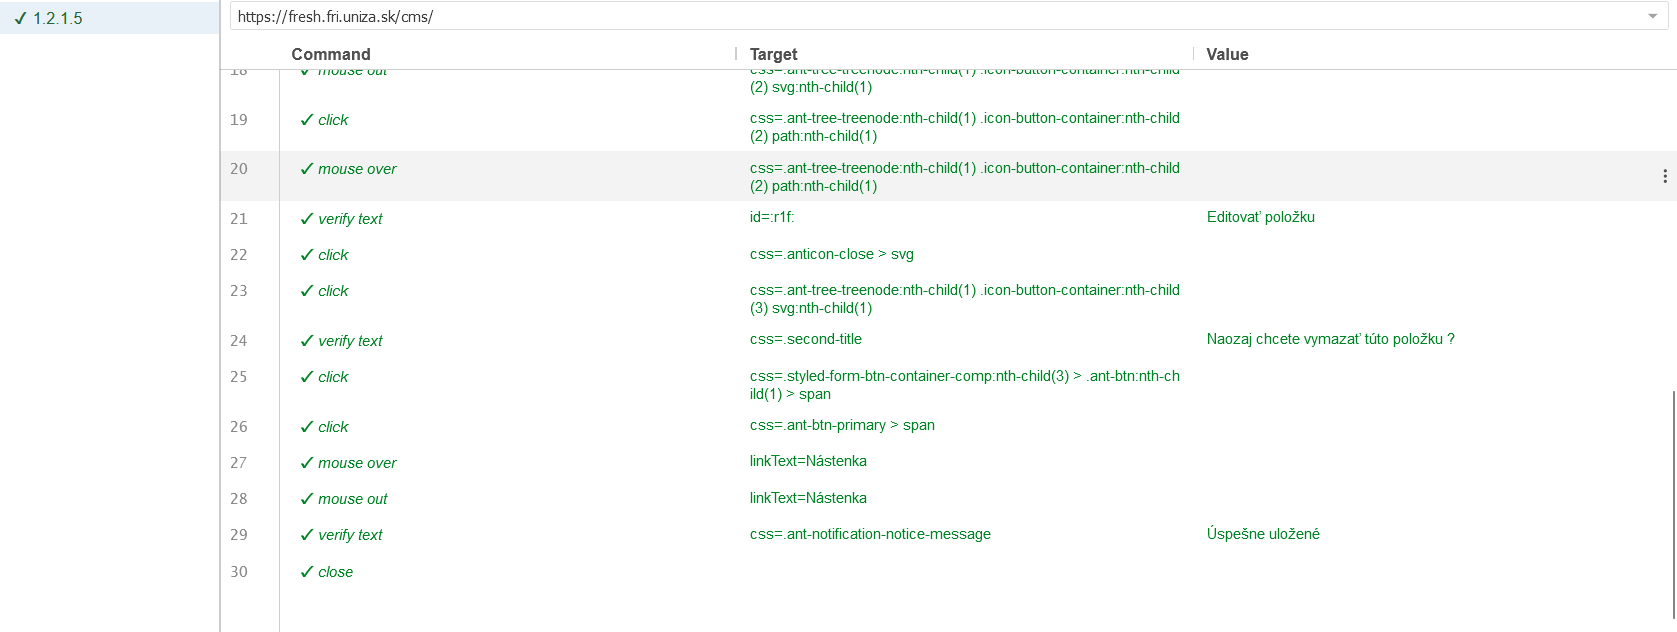 ✓ 1.2.1.5
https://fresh.fri.uniza.sk/cms/
Command Target Value
18 ✓ mouse out css=.ant-tree-treenode:nth-child(1) .icon-button-container:nth-child
(2) svg:nth-child(1)
19 ✓ click css=.ant-tree-treenode:nth-child(1) .icon-button-container:nth-child
(2) path:nth-child(1)
20 ✓ mouse over css=.ant-tree-treenode:nth-child(1) .icon-button-container:nth-child
(2) path:nth-child(1)
21 ✓ verify text id=:r1f: Editovať položku
22 ✓ click css=.anticon-close > svg
23 ✓ click css=.ant-tree-treenode:nth-child(1) .icon-button-container:nth-child
(3) svg:nth-child(1)
24 ✓ verify text css=.second-title Naozaj chcete vymazať túto položku ?
25 ✓ click css=.styled-form-btn-container-comp:nth-child(3) > .ant-btn:nth-ch
ild(1) > span
26 ✓ click css=.ant-btn-primary > span
27 ✓ mouse over linkText=Nástenka
28 ✓ mouse out linkText=Nástenka
29 ✓ verify text css=.ant-notification-notice-message Úspešne uložené
30 ✓ close